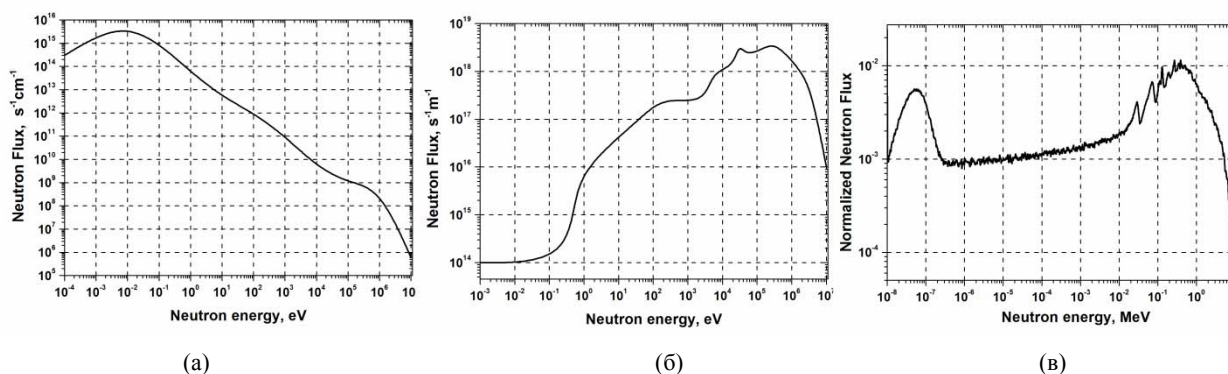 10^16
10^15
10^14
10^13
10^12
10^11
10^10
10^9
10^8
10^7
10^6
10^5
Neutron Flux, s^-1cm^-1
10^-4 10^-3 10^-2 10^-1 10^0 10^1 10^2 10^3 10^4 10^5 10^6 10
Neutron energy, eV
(а)
10^19
10^18
10^17
10^16
10^15
10^14
Neutron Flux, s^-1m^-1
10^-3 10^-2 10^-1 10^0 10^1 10^2 10^3 10^4 10^5 10^6 10^7
Neutron energy, eV
(б)
10^-2
10^-3
10^-4
Normalized Neutron Flux
10^-8 10^-7 10^-6 10^-5 10^-4 10^-3 10^-2 10^-1 10^0
Neutron energy, MeV
(в)